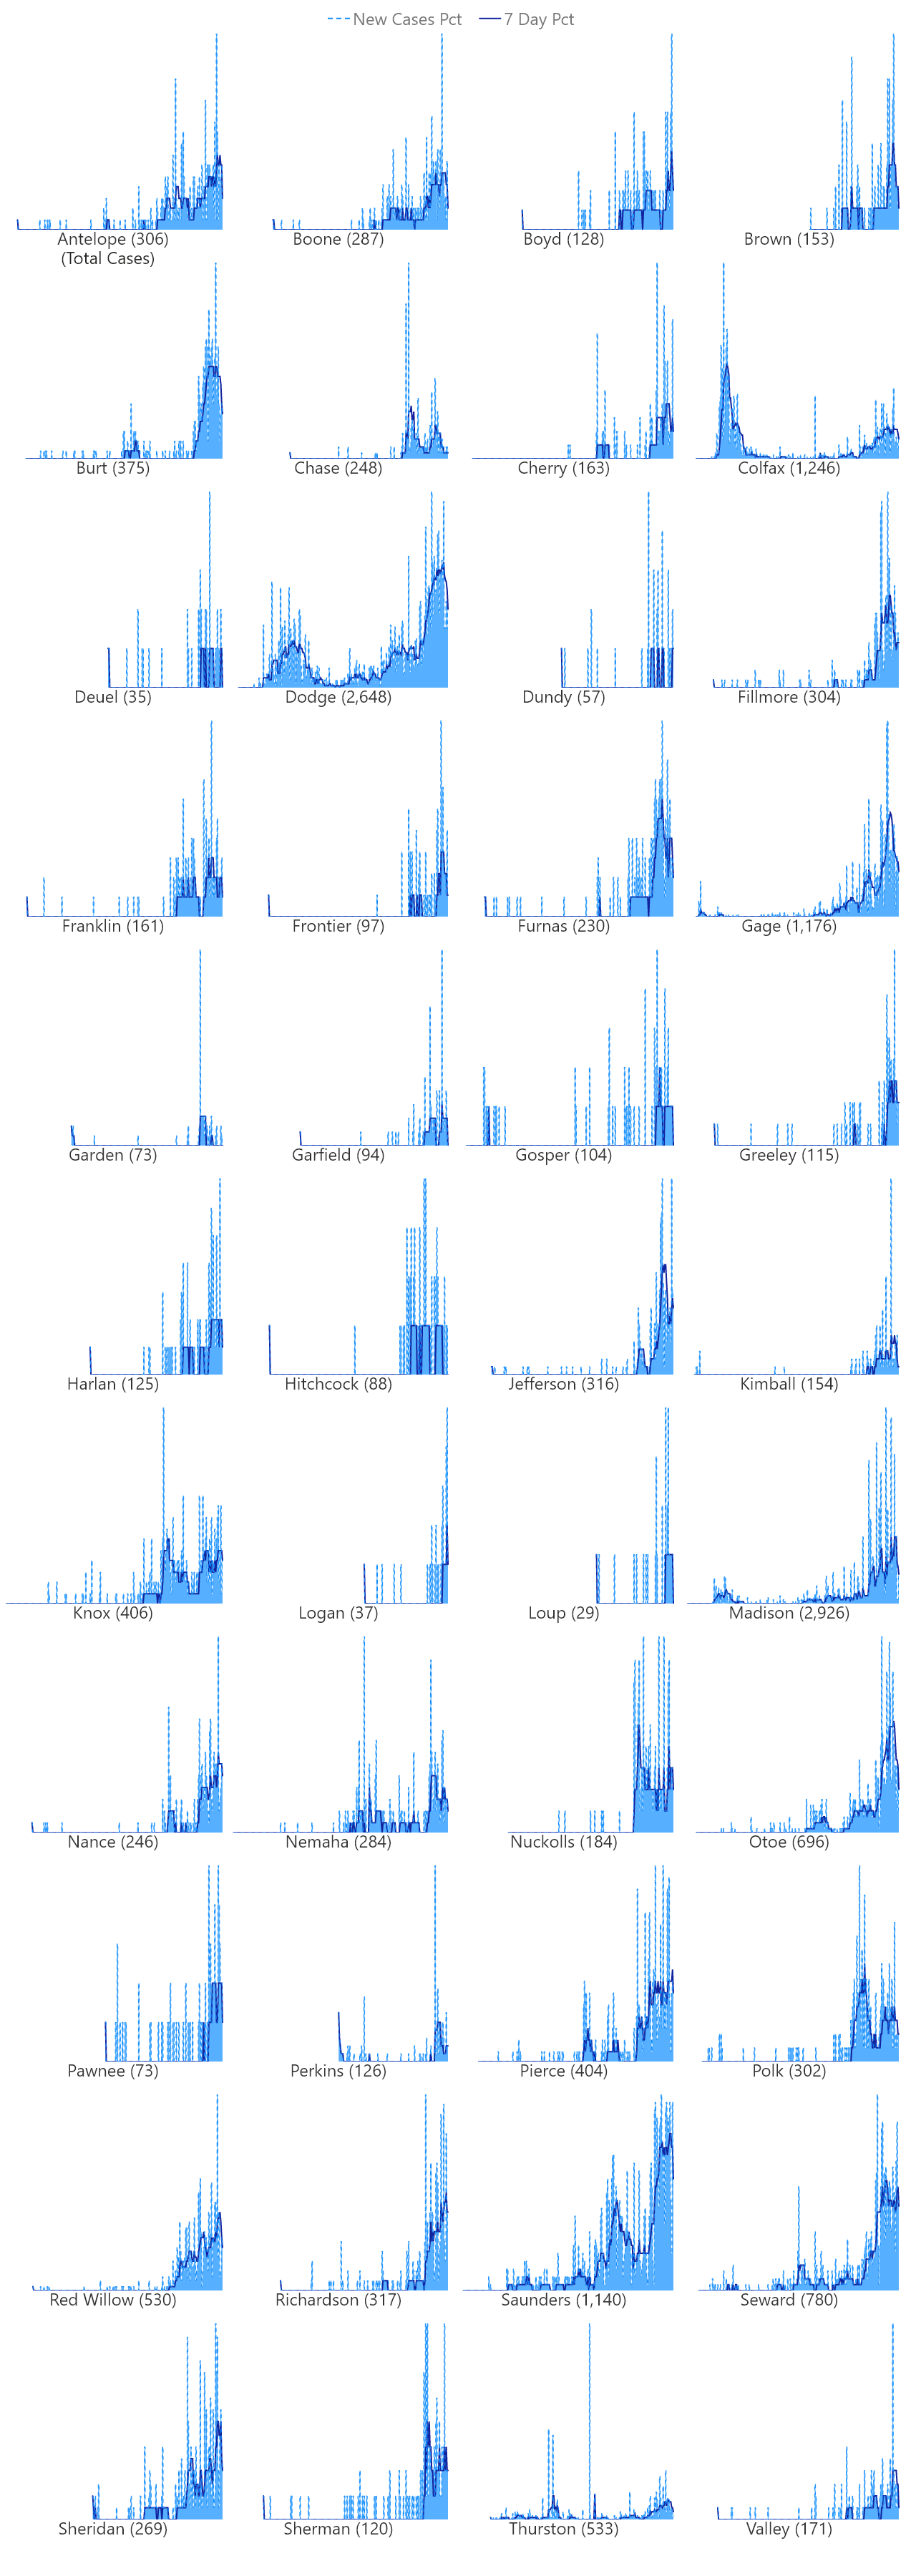 New Cases Pct 7 Day Pct
Antelope (306) Boone (287) Boyd (128) Brown (153)
(Total Cases)
Burt (375) Chase (248) Cherry (163) Colfax (1,246)
Deuel (35) Dodge (2,648) Dundy (57) Fillmore (304)
Franklin (161) Frontier (97) Furnas (230) Gage (1,176)
Garden (73) Garfield (94) Gosper (104) Greeley (115)
Harlan (125) Hitchcock (88) Jefferson (316) Kimball (154)
Knox (406) Logan (37) Loup (29) Madison (2,926)
Nance (246) Nemaha (284) Nuckolls (184) Otoe (696)
Pawnee (73) Perkins (126) Pierce (404) Polk (302)
Red Willow (530) Richardson (317) Saunders (1,140) Seward (780)
Sheridan (269) Sherman (120) Thurston (533) Valley (171)